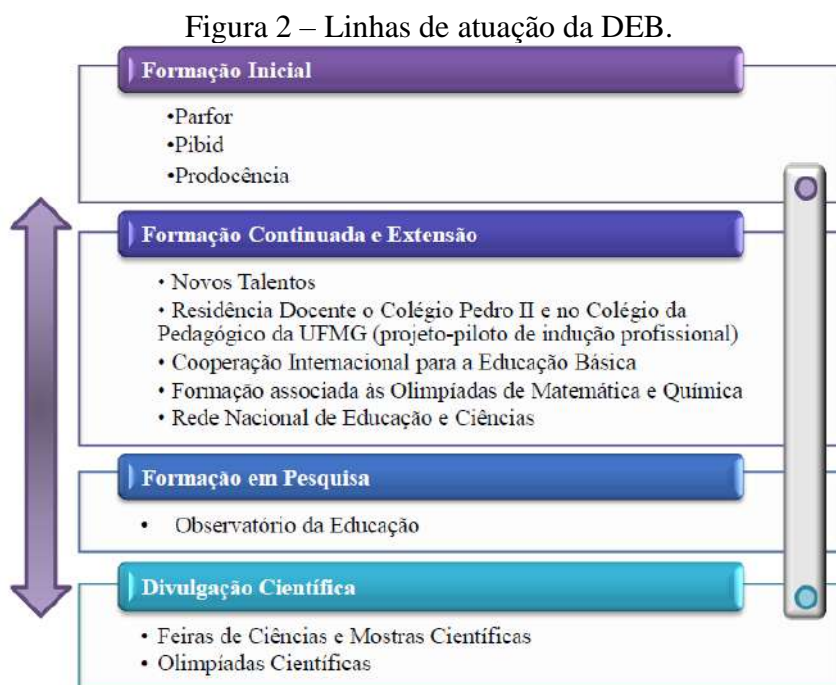 Figura 2 – Linhas de atuação da DEB.
Formação Inicial
•Parfor
•Pibid
•Prodocência
Formação Continuada e Extensão
• Novos Talentos
• Residência Docente o Colégio Pedro II e no Colégio da
Pedagógico da UFMG (projeto-piloto de indução profissional)
• Cooperação Internacional para a Educação Básica
• Formação associada às Olimpíadas de Matemática e Química
• Rede Nacional de Educação e Ciências
Formação em Pesquisa
• Observatório da Educação
Divulgação Científica
• Feiras de Ciências e Mostras Científicas
• Olimpíadas Científicas